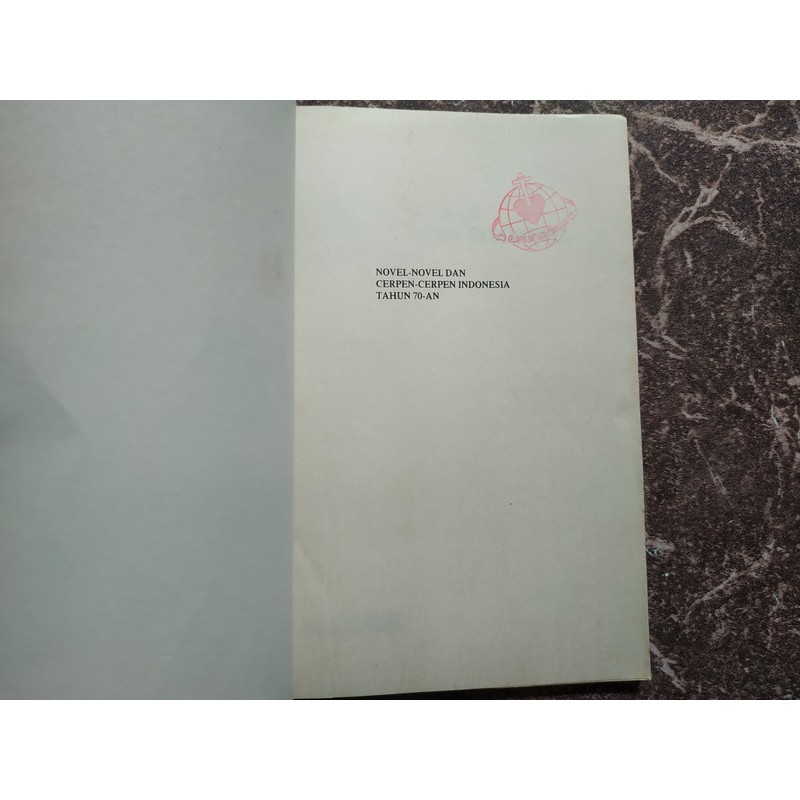 NOVEL-NOVEL DAN
CERPEN-CERPEN INDONESIA
TAHUN 70-AN